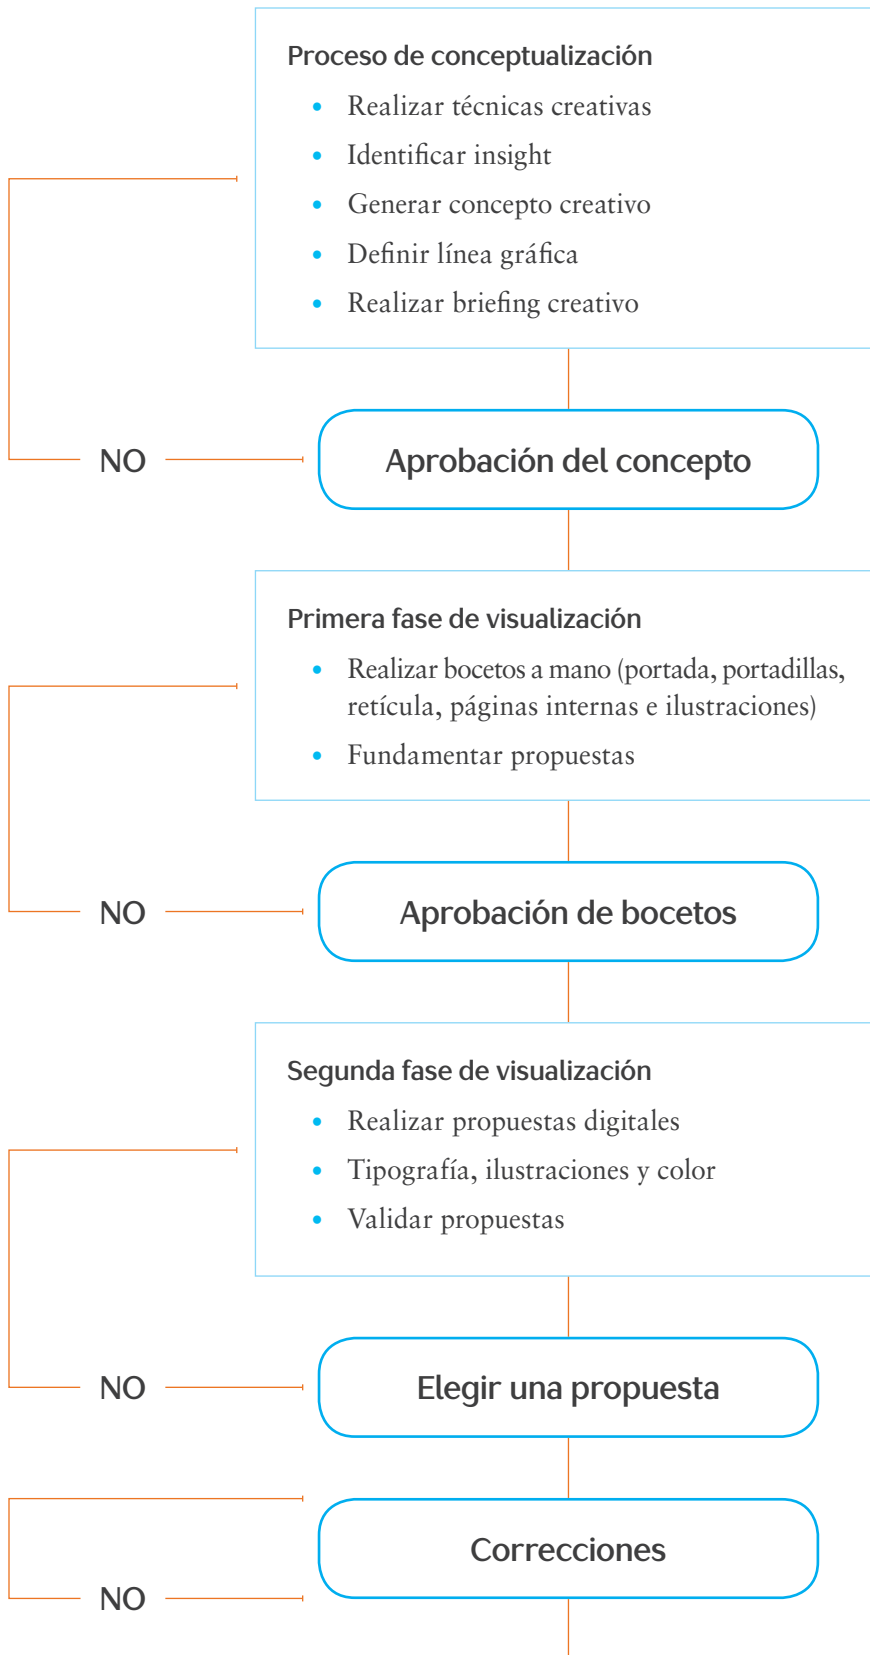 Proceso de conceptualización
• Realizar técnicas creativas
• Identificar insight
• Generar concepto creativo
• Definir línea gráfica
• Realizar briefing creativo
NO
Aprobación del concepto
Primera fase de visualización
• Realizar bocetos a mano (portada, portadillas,
retícula, páginas internas e ilustraciones)
• Fundamentar propuestas
NO
Aprobación de bocetos
Segunda fase de visualización
• Realizar propuestas digitales
• Tipografía, ilustraciones y color
• Validar propuestas
NO
Elegir una propuesta
Correcciones
NO